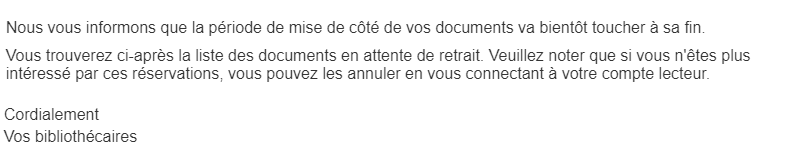 Nous vous informons que la période de mise de côté de vos documents va bientôt toucher à sa fin.
Vous trouverez ci-après la liste des documents en attente de retrait. Veuillez noter que si vous n'êtes plus
intéressé par ces réservations, vous pouvez les annuler en vous connectant à votre compte lecteur.
Cordialement
Vos bibliothécaires